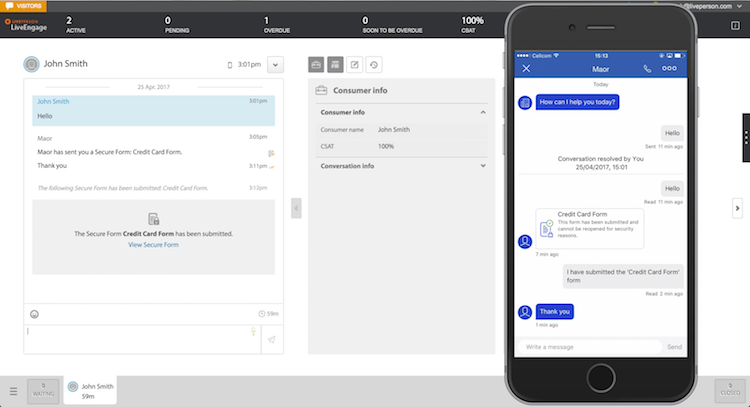 VISITORS
@liveperson.com
LIVEPERSON
LiveEngage
2
ACTIVE
0
PENDING
1
OVERDUE
0
SOON TO BE OVERDUE
100%
CSAT
John Smith
3:01pm
25 Apr, 2017
John Smith
3:01pm
Hello
Maor
3:05pm
Maor has sent you a Secure Form: Credit Card Form.
Thank you
3:11pm
The following Secure Form has been submitted: Credit Card Form.
3:12pm
The Secure Form Credit Card Form has been submitted.
View Secure Form
59m
Consumer info
Consumer info
Consumer name John Smith
CSAT 100%
Conversation info
Cellcom
15:13
Maor
Today
How can I help you today?
Hello
Sent 11 min ago
Conversation resolved by You
25/04/2017, 15:01
Hello
Read 11 min ago
Credit Card Form
This form has been submitted and
cannot be reopened for security
reasons.
7 min ago
I have submitted the 'Credit Card Form'
form
Read 2 min ago
Thank you
1 min ago
Write a message
Send
WAITING
John Smith
59m
CLOSED